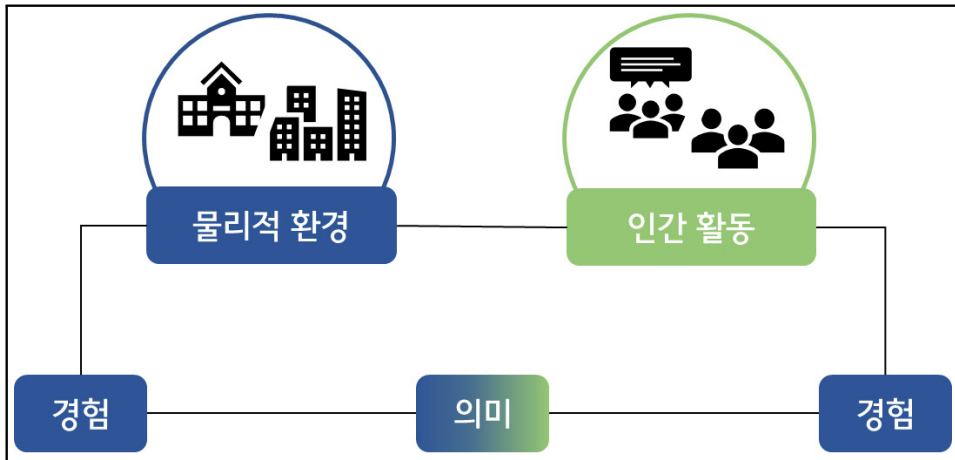 물리적 환경
인간 활동
경험
의미
경험